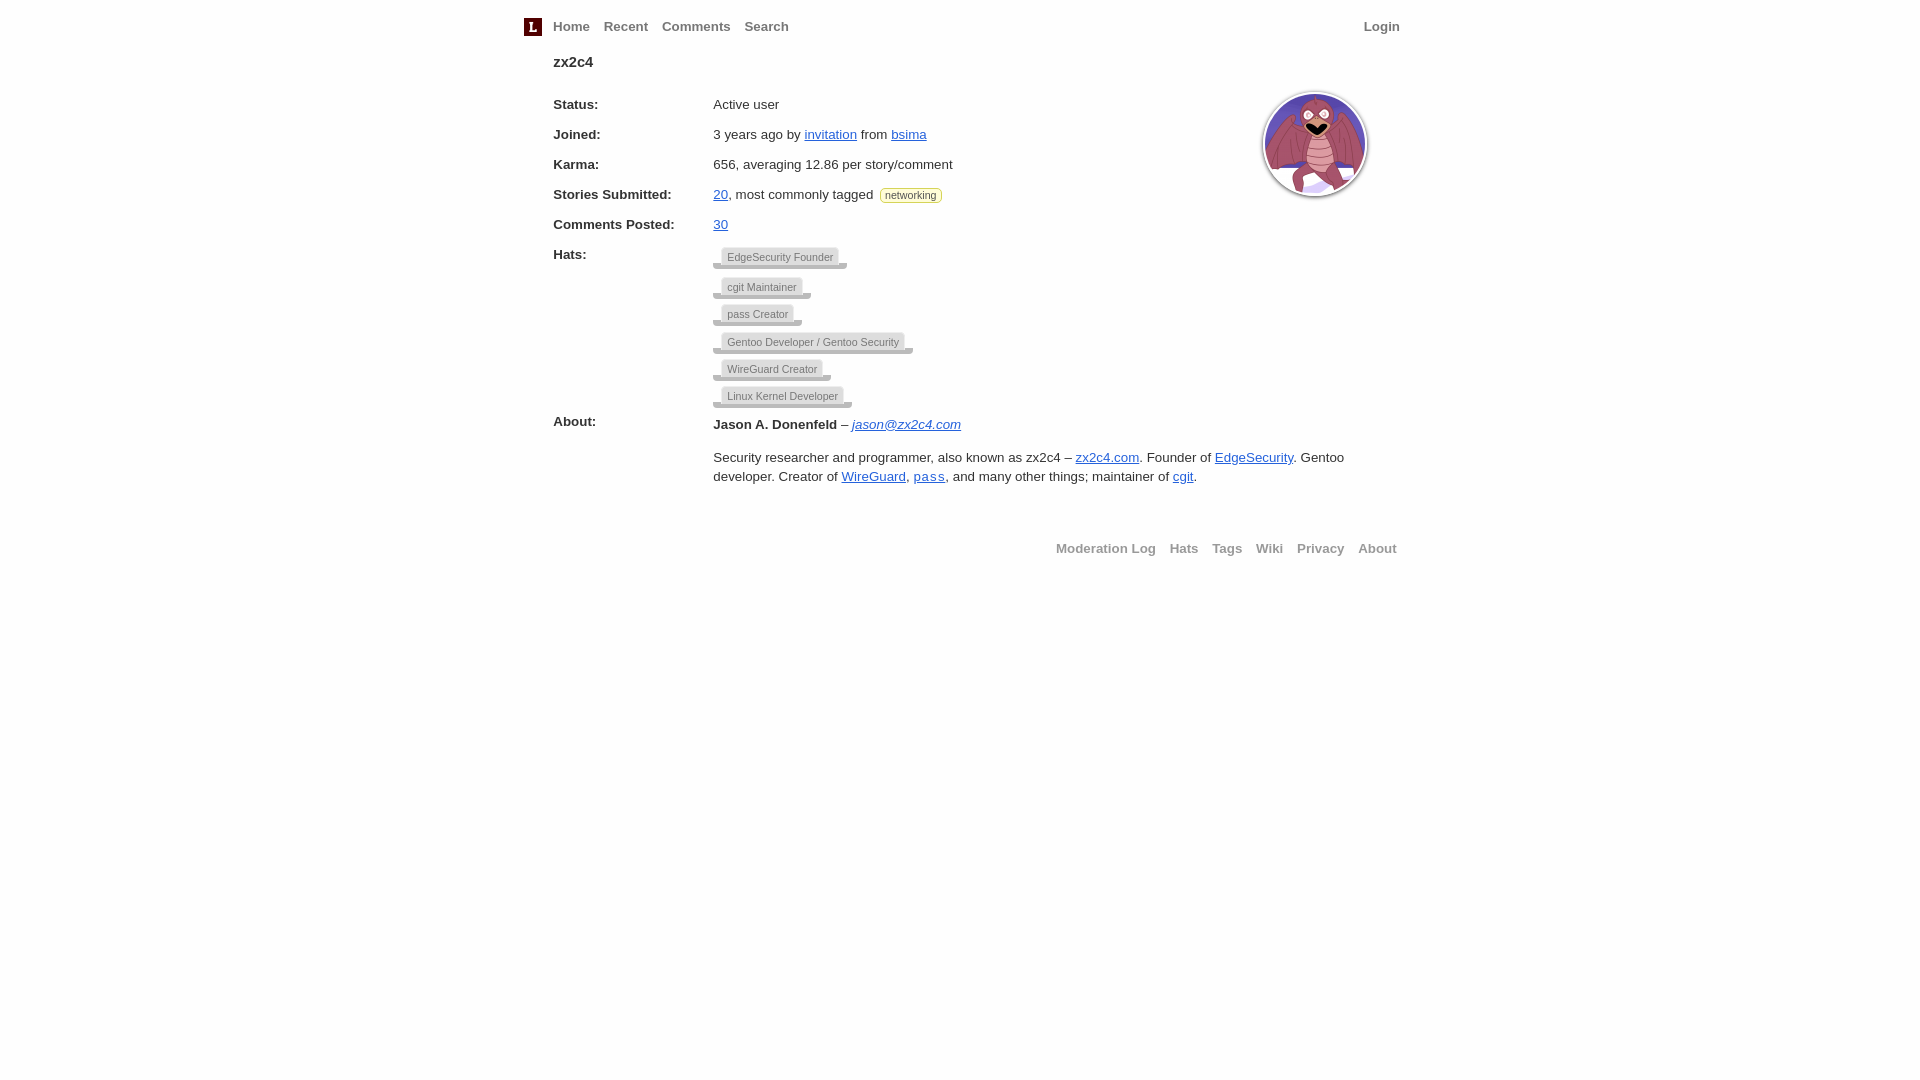 L Home Recent Comments Search Login
zx2c4
Status: Active user
Joined: 3 years ago by invitation from bsima
Karma: 656, averaging 12.86 per story/comment
Stories Submitted: 20, most commonly tagged networking
Comments Posted: 30
Hats: EdgeSecurity Founder
cgit Maintainer
pass Creator
Gentoo Developer / Gentoo Security
WireGuard Creator
Linux Kernel Developer
About: Jason A. Donenfeld – jason@zx2c4.com
Security researcher and programmer, also known as zx2c4 – zx2c4.com. Founder of EdgeSecurity. Gentoo
developer. Creator of WireGuard, pass, and many other things; maintainer of cgit.
Moderation Log Hats Tags Wiki Privacy About